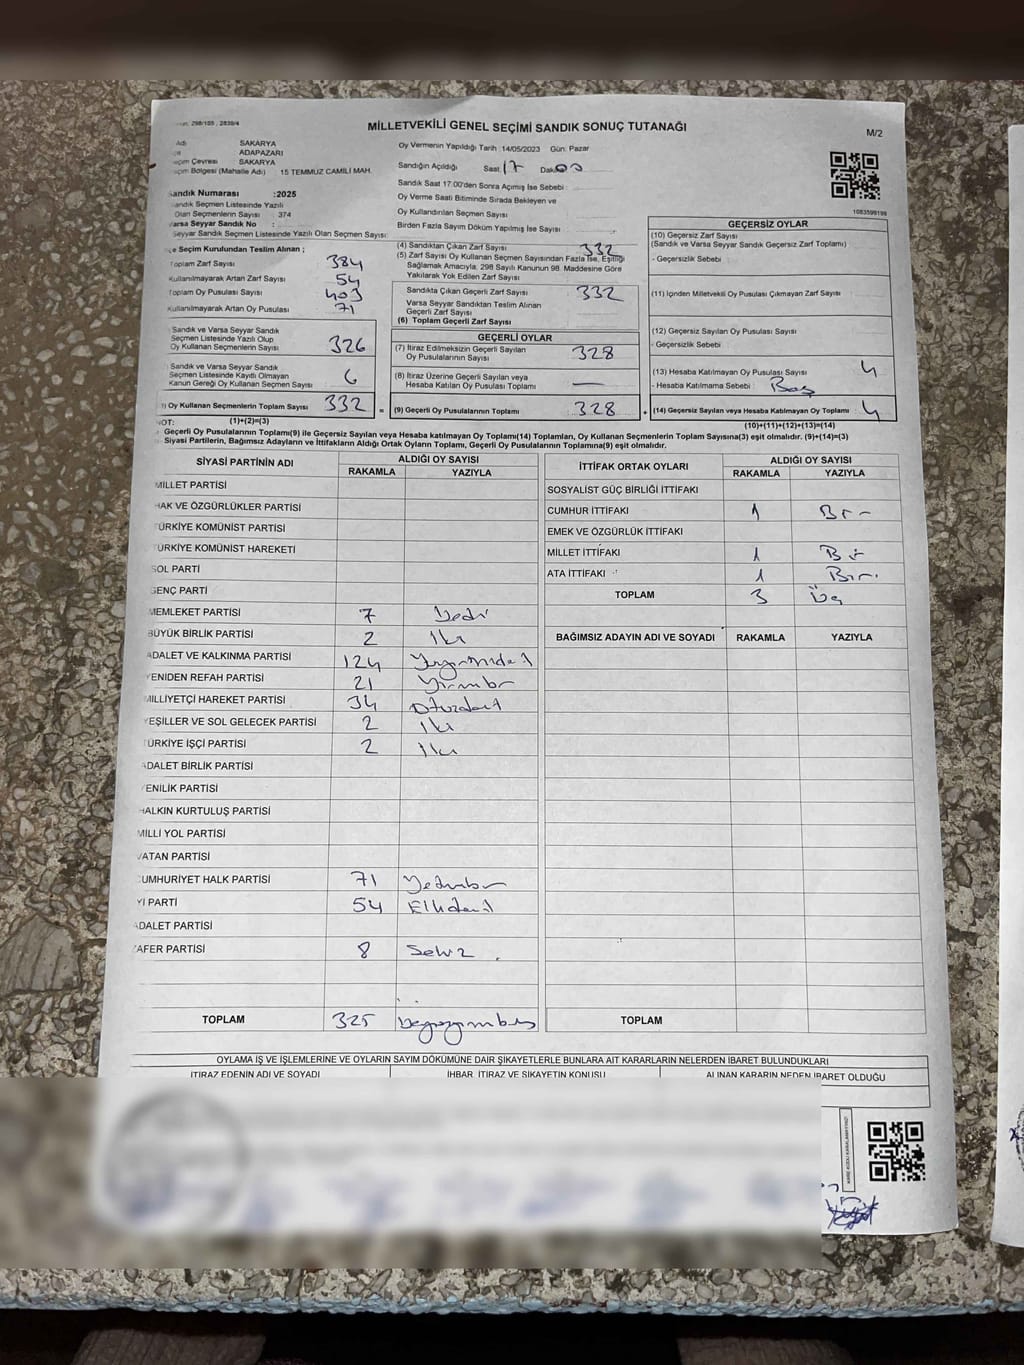 298/105 , 2839/4
MİLLETVEKİLİ GENEL SEÇİMİ SANDIK SONUÇ TUTANAĞI
M/2
Adı SAKARYA
ADAPAZARI
Seçim Çevresi SAKARYA
Seçim Bölgesi (Mahalle Adı) 15 TEMMUZ CAMİLİ MAH.
Sandık Numarası :2025
Sandık Seçmen Listesinde Yazılı
Olan Seçmenlerin Sayısı : 374
Varsa Seyyar Sandık No :
Seyyar Sandık Seçmen Listesinde Yazılı Olan Seçmen Sayısı:
Oy Vermenin Yapıldığı Tarih :14/05/2023 Gün: Pazar
Sandığın Açıldığı Saat: 17 Dak: 00
Sandık Saat 17.00'den Sonra Açılmış İse Sebebi :
Oy Verme Saati Bitiminde Sırada Bekleyen ve
Oy Kullandırılan Seçmen Sayısı
Birden Fazla Sayım Döküm Yapılmış İse Sayısı :
1083599199
İlçe Seçim Kurulundan Teslim Alınan ;
Toplam Zarf Sayısı 384
Kullanılmayarak Artan Zarf Sayısı 54
Toplam Oy Pusulası Sayısı 403
Kullanılmayarak Artan Oy Pusulası 71
Sandık ve Varsa Seyyar Sandık
Seçmen Listesinde Yazılı Olup
Oy Kullanan Seçmenlerin Sayısı 326
Sandık ve Varsa Seyyar Sandık
Seçmen Listesinde Kaydı Olmayan
Kanun Gereği Oy Kullanan Seçmen Sayısı 6
Oy Kullanan Seçmenlerin Toplam Sayısı 332 =
(1)+(2)=(3)
(4) Sandıktan Çıkan Zarf Sayısı 332
(5) Zarf Sayısı Oy Kullanan Seçmen Sayısından Fazla İse, Eşitliği
Sağlamak Amacıyla, 298 Sayılı Kanunun 98. Maddesine Göre
Yakılarak Yok Edilen Zarf Sayısı
Sandıkta Çıkan Geçerli Zarf Sayısı 332
Varsa Seyyar Sandıktan Teslim Alınan
Geçerli Zarf Sayısı
(6) Toplam Geçerli Zarf Sayısı
GEÇERLİ OYLAR
(7) İtiraz Edilmeksizin Geçerli Sayılan
Oy Pusulalarının Sayısı 328
(8) İtiraz Üzerine Geçerli Sayılan veya
Hesaba Katılan Oy Pusulası Toplamı —
(9) Geçerli Oy Pusulalarının Toplamı 328 +
GEÇERSİZ OYLAR
(10) Geçersiz Zarf Sayısı
(Sandık ve Varsa Seyyar Sandık Geçersiz Zarf Toplamı)
- Geçersizlik Sebebi :
(11) İçinden Milletvekili Oy Pusulası Çıkmayan Zarf Sayısı
(12) Geçersiz Sayılan Oy Pusulası Sayısı
- Geçersizlik Sebebi :
(13) Hesaba Katılmayan Oy Pusulası Sayısı 4
- Hesaba Katılmama Sebebi : Boş
(14) Geçersiz Sayılan veya Hesaba Katılmayan Oy Toplamı 4
(10)+(11)+(12)+(13)=(14)
NOT:
Geçerli Oy Pusulalarının Toplamı(9) ile Geçersiz Sayılan veya Hesaba katılmayan Oy Toplamı(14) Toplamları, Oy Kullanan Seçmenlerin Toplam Sayısına(3) eşit olmalıdır. (9)+(14)=(3)
- Siyasi Partilerin, Bağımsız Adayların ve İttifakların Aldığı Ortak Oyların Toplamı, Geçerli Oy Pusulalarının Toplamına(9) eşit olmalıdır.
SİYASİ PARTİNİN ADI ALDIĞI OY SAYISI
RAKAMLA YAZIYLA
MİLLET PARTİSİ
HAK VE ÖZGÜRLÜKLER PARTİSİ
TÜRKİYE KOMÜNİST PARTİSİ
TÜRKİYE KOMÜNİST HAREKETİ
SOL PARTİ
GENÇ PARTİ
MEMLEKET PARTİSİ 7 Yedi
BÜYÜK BİRLİK PARTİSİ 2 İki
ADALET VE KALKINMA PARTİSİ 124
YENİDEN REFAH PARTİSİ 21 Yirmibir
MİLLİYETÇİ HAREKET PARTİSİ 34 Otuzdört
YEŞİLLER VE SOL GELECEK PARTİSİ 2 İki
TÜRKİYE İŞÇİ PARTİSİ 2 İki
ADALET BİRLİK PARTİSİ
YENİLİK PARTİSİ
HALKIN KURTULUŞ PARTİSİ
MİLLİ YOL PARTİSİ
VATAN PARTİSİ
CUMHURİYET HALK PARTİSİ 71 Yetmişbir
İYİ PARTİ 54 Ellidört
ADALET PARTİSİ
ZAFER PARTİSİ 8 Sekiz
TOPLAM 325
İTTİFAK ORTAK OYLARI ALDIĞI OY SAYISI
RAKAMLA YAZIYLA
SOSYALİST GÜÇ BİRLİĞİ İTTİFAKI
CUMHUR İTTİFAKI 1 Bir
EMEK VE ÖZGÜRLÜK İTTİFAKI
MİLLET İTTİFAKI 1 Bir
ATA İTTİFAKI 1 Bir
TOPLAM 3 Üç
BAĞIMSIZ ADAYIN ADI VE SOYADI RAKAMLA YAZIYLA
TOPLAM
OYLAMA İŞ VE İŞLEMLERİNE VE OYLARIN SAYIM DÖKÜMÜNE DAİR ŞİKAYETLERLE BUNLARA AİT KARARLARIN NELERDEN İBARET BULUNDUKLARI
İTİRAZ EDENİN ADI VE SOYADI İHBAR, İTİRAZ VE ŞİKAYETİN KONUSU ALINAN KARARIN NEDEN İBARET OLDUĞU